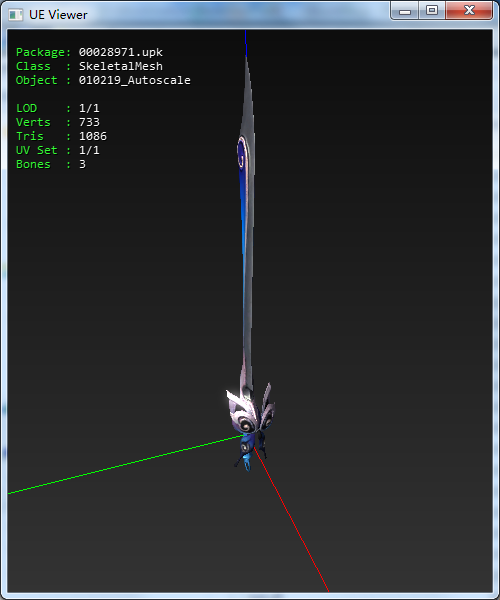 UE Viewer
Package: 00028971.upk
Class : SkeletalMesh
Object : 010219_Autoscale
LOD : 1/1
Verts : 733
Tris : 1086
UV Set : 1/1
Bones : 3